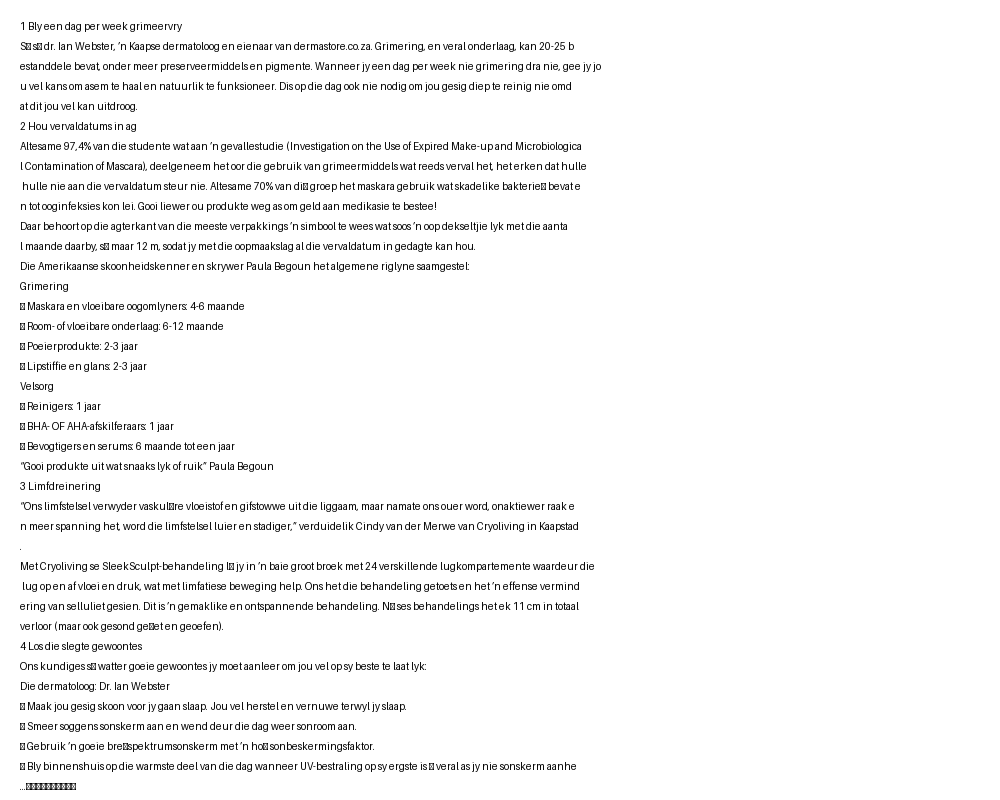 1 Bly een dag per week grimeervry
S▯ s▯ dr. Ian Webster, ’n Kaapse dermatoloog en eienaar van dermastore.co.za. Grimering, en veral onderlaag, kan 20-25 b
estanddele bevat, onder meer preserveermiddels en pigmente. Wanneer jy een dag per week nie grimering dra nie, gee jy jo
u vel kans om asem te haal en natuurlik te funksioneer. Dis op die dag ook nie nodig om jou gesig diep te reinig nie omd
at dit jou vel kan uitdroog.
2 Hou vervaldatums in ag
Altesame 97,4% van die studente wat aan ’n gevallestudie (Investigation on the Use of Expired Make-up and Microbiologica
l Contamination of Mascara), deelgeneem het oor die gebruik van grimeermiddels wat reeds verval het, het erken dat hulle
hulle nie aan die vervaldatum steur nie. Altesame 70% van di▯ groep het maskara gebruik wat skadelike bakterie▯ bevat e
n tot ooginfeksies kon lei. Gooi liewer ou produkte weg as om geld aan medikasie te bestee!
Daar behoort op die agterkant van die meeste verpakkings ’n simbool te wees wat soos ’n oop dekseltjie lyk met die aanta
l maande daarby, s▯ maar 12 m, sodat jy met die oopmaakslag al die vervaldatum in gedagte kan hou.
Die Amerikaanse skoonheidskenner en skrywer Paula Begoun het algemene riglyne saamgestel:
Grimering
▯ Maskara en vloeibare oogomlyners: 4-6 maande
▯ Room- of vloeibare onderlaag: 6-12 maande
▯ Poeierprodukte: 2-3 jaar
▯ Lipstiffie en glans: 2-3 jaar
Velsorg
▯ Reinigers: 1 jaar
▯ BHA- OF AHA-afskilferaars: 1 jaar
▯ Bevogtigers en serums: 6 maande tot een jaar
“Gooi produkte uit wat snaaks lyk of ruik” Paula Begoun
3 Limfdreinering
“Ons limfstelsel verwyder vaskul▯re vloeistof en gifstowwe uit die liggaam, maar namate ons ouer word, onaktiewer raak e
n meer spanning het, word die limfstelsel luier en stadiger,” verduidelik Cindy van der Merwe van Cryoliving in Kaapstad
.
Met Cryoliving se SleekSculpt-behandeling l▯ jy in ’n baie groot broek met 24 verskillende lugkompartemente waardeur die
lug op en af vloei en druk, wat met limfatiese beweging help. Ons het die behandeling getoets en het ’n effense vermind
ering van selluliet gesien. Dit is ’n gemaklike en ontspannende behandeling. N▯ ses behandelings het ek 11 cm in totaal
verloor (maar ook gesond ge▯et en geoefen).
4 Los die slegte gewoontes
Ons kundiges s▯ watter goeie gewoontes jy moet aanleer om jou vel op sy beste te laat lyk:
Die dermatoloog: Dr. Ian Webster
▯ Maak jou gesig skoon voor jy gaan slaap. Jou vel herstel en vernuwe terwyl jy slaap.
▯ Smeer soggens sonskerm aan en wend deur die dag weer sonroom aan.
▯ Gebruik ’n goeie bre▯spektrumsonskerm met ’n ho▯ sonbeskermingsfaktor.
▯ Bly binnenshuis op die warmste deel van die dag wanneer UV-bestraling op sy ergste is ▯ veral as jy nie sonskerm aanhe
...▯▯▯▯▯▯▯▯▯▯